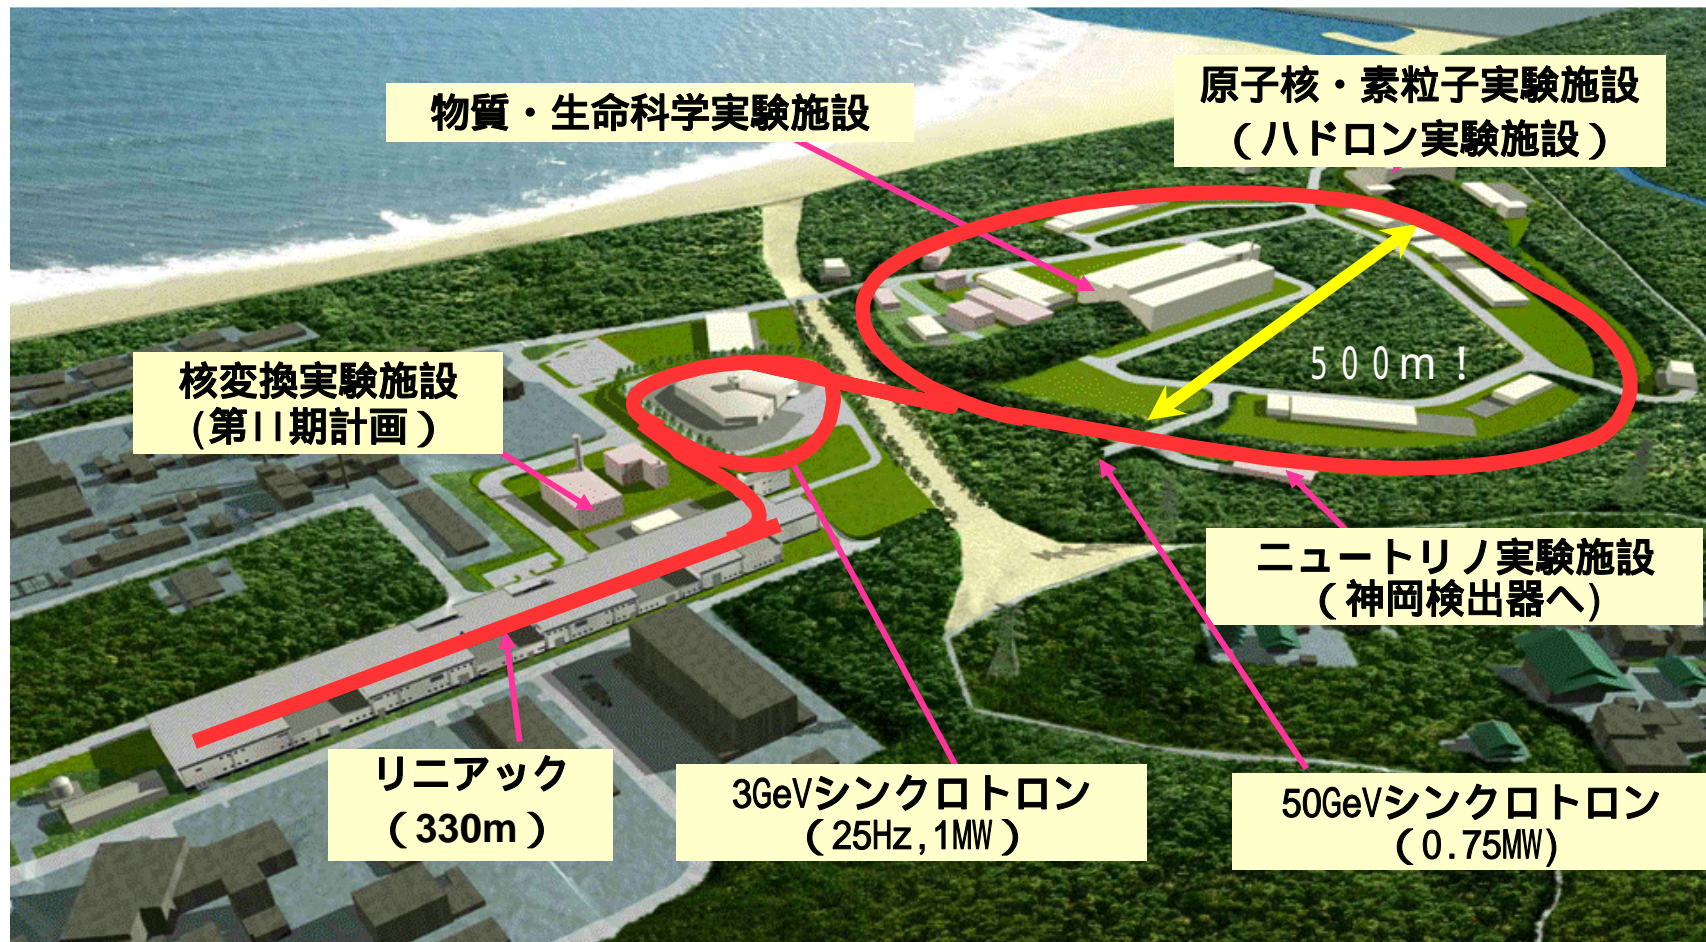 物質・生命科学実験施設
原子核・素粒子実験施設
（ハドロン実験施設）
500m！
核変換実験施設
(第II期計画）
ニュートリノ実験施設
（神岡検出器へ)
リニアック
（330m）
3GeVシンクロトロン
（25Hz,1MW）
50GeVシンクロトロン
（0.75MW)